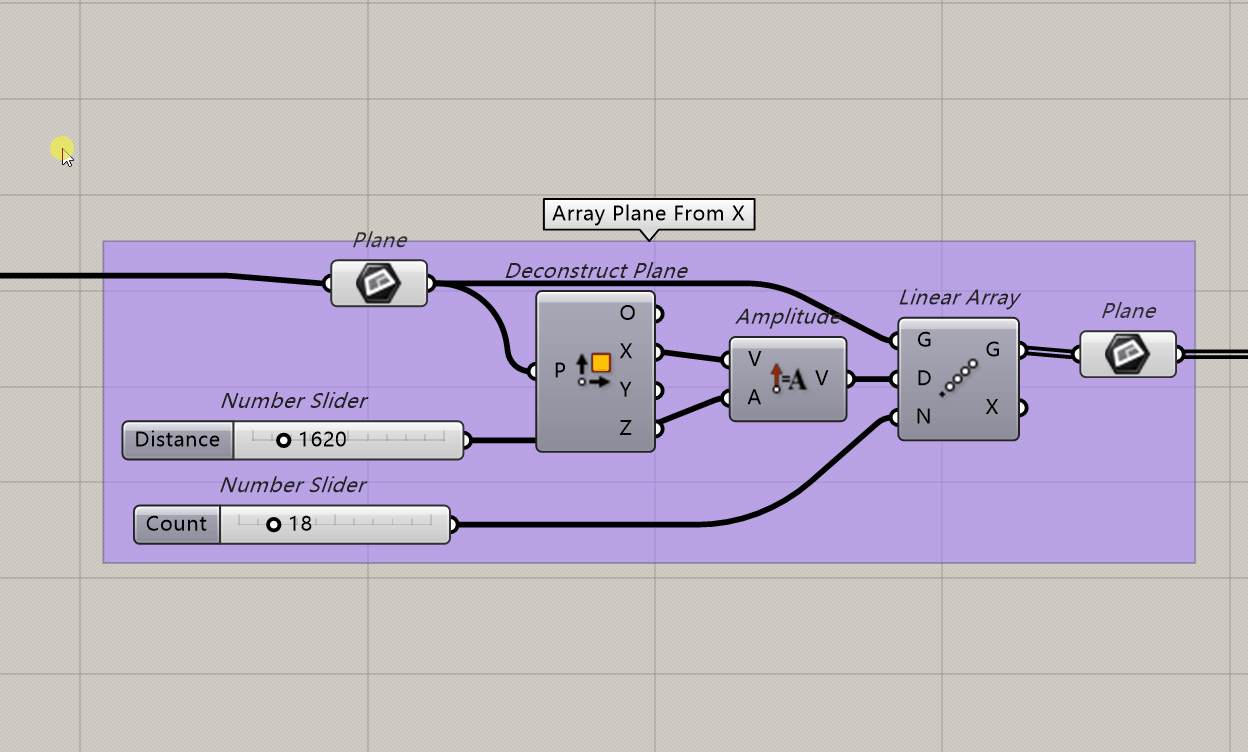 Array Plane From X
Plane
Deconstruct Plane
O
X
P
Y
Z
Amplitude
V
A
V
=A
Linear Array
G
D
N
G
X
Plane
Number Slider
Distance 1620
Number Slider
Count 18